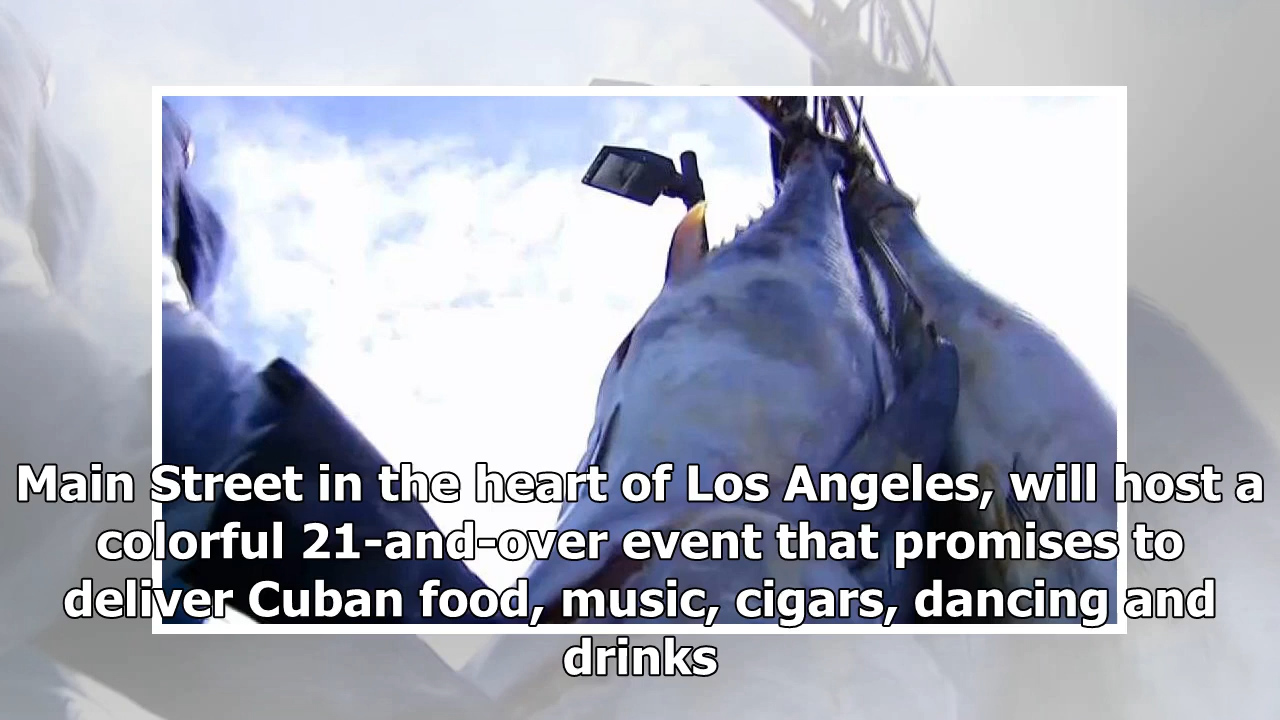 Main Street in the heart of Los Angeles, will host a
colorful 21-and-over event that promises to
deliver Cuban food, music, cigars, dancing and
drinks